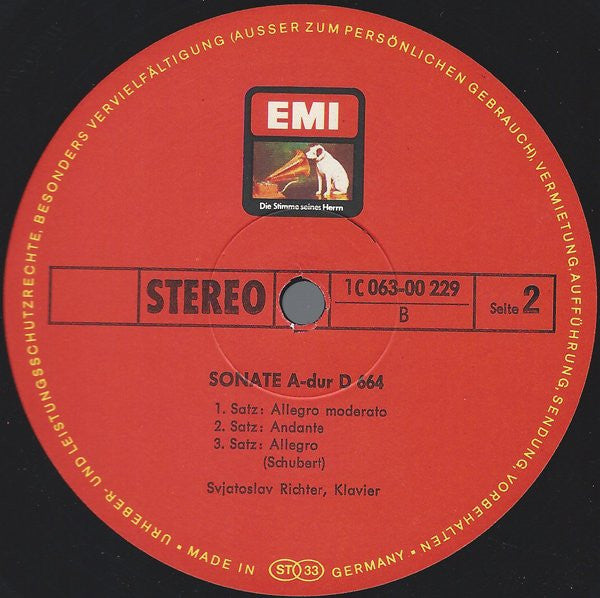 URHEBER- UND LEISTUNGSSCHUTZRECHTE, BESONDERS VERVIELFÄLTIGUNG (AUSSER ZUM PERSÖNLICHEN GEBRAUCH), VERMIETUNG, AUFFÜHRUNG, SENDUNG, VORBEHALTEN
EMI
Die Stimme seines Herrn
STEREO
1C 063-00 229
B
Seite 2
SONATE A-dur D 664
1. Satz: Allegro moderato
2. Satz: Andante
3. Satz: Allegro
(Schubert)
Svjatoslav Richter, Klavier
▪ MADE IN ST 33 GERMANY ▪